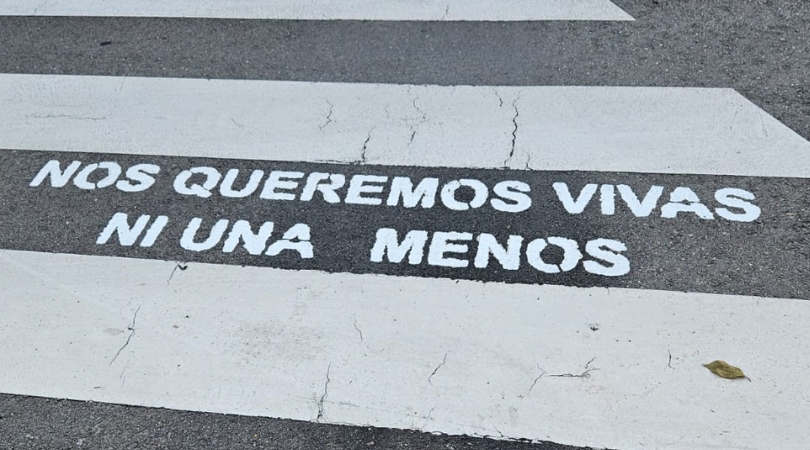 NOS QUEREMOS VIVAS
NI UNA MENOS